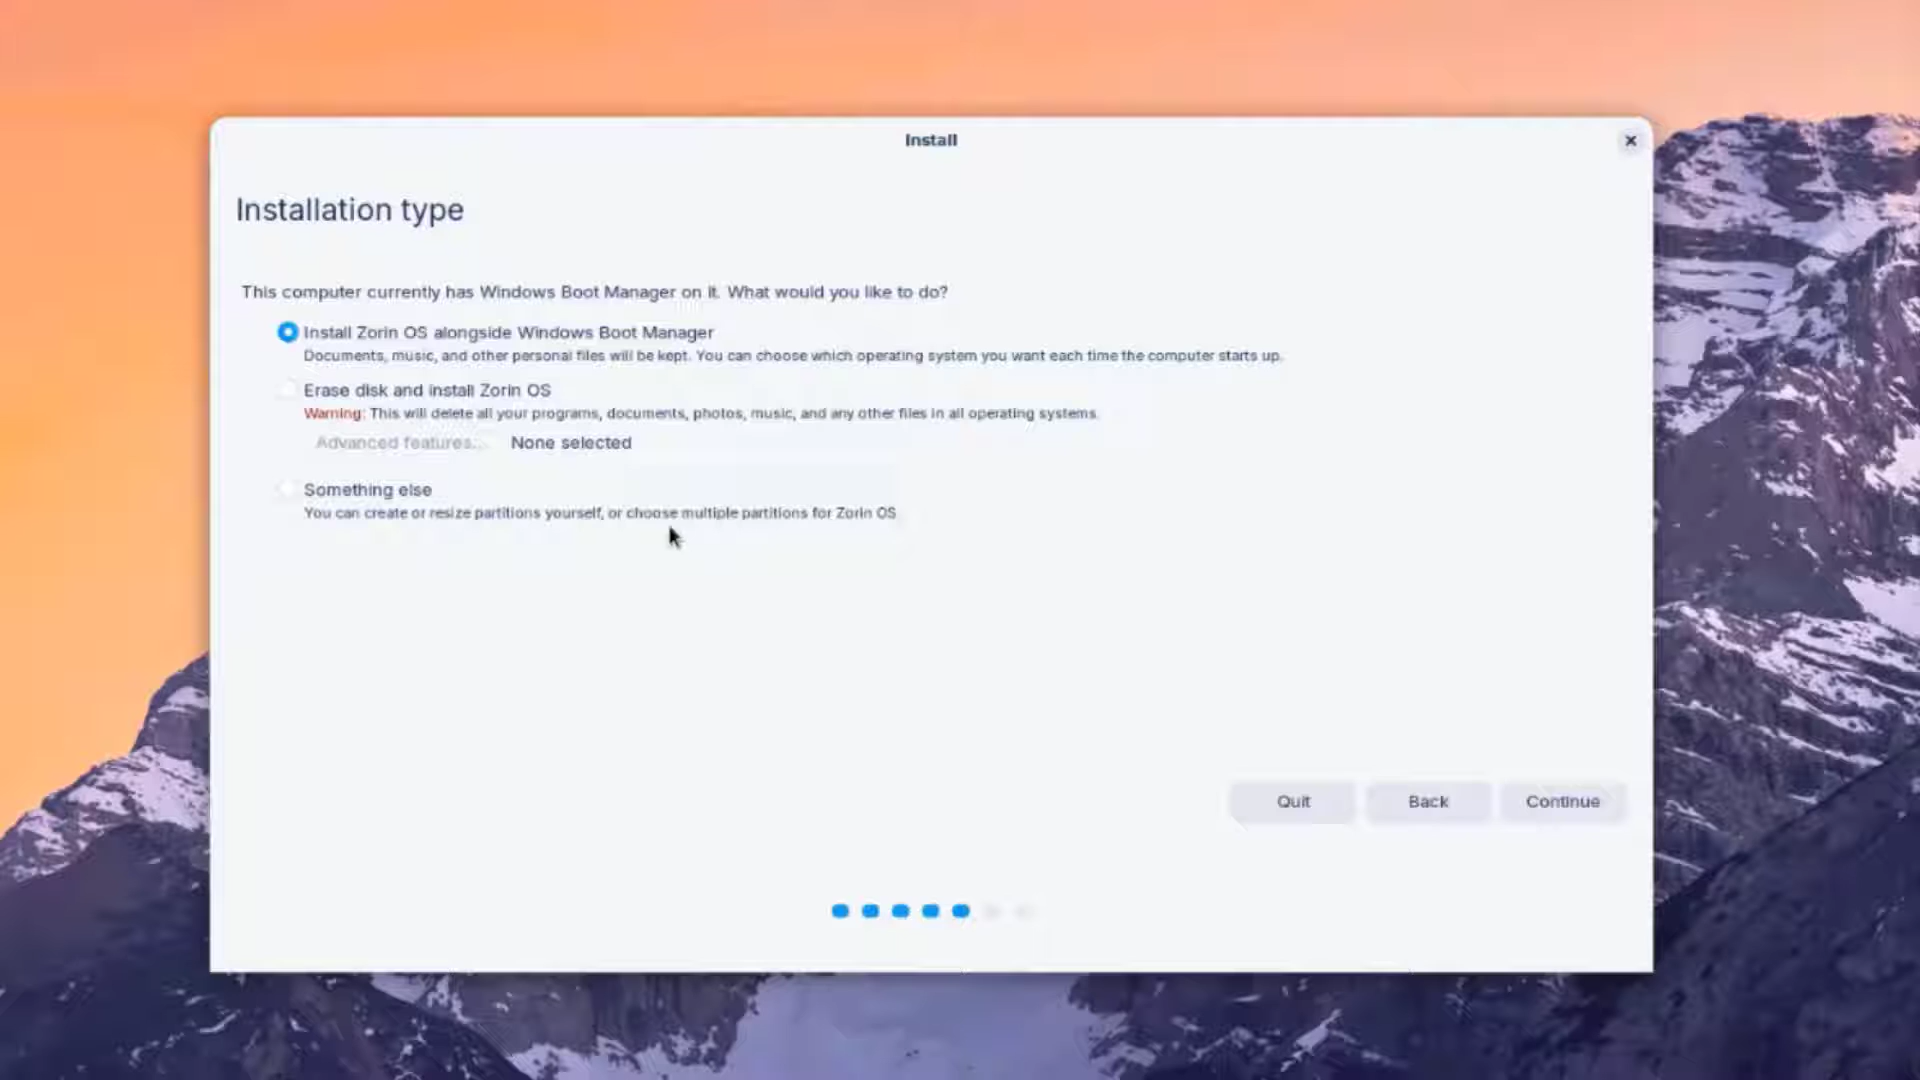 Install
Installation type
This computer currently has Windows Boot Manager on it. What would you like to do?
Install Zorin OS alongside Windows Boot Manager
Documents, music, and other personal files will be kept. You can choose which operating system you want each time the computer starts up.
Erase disk and install Zorin OS
Warning: This will delete all your programs, documents, photos, music, and any other files in all operating systems.
Advanced features... None selected
Something else
You can create or resize partitions yourself, or choose multiple partitions for Zorin OS.
Quit Back Continue